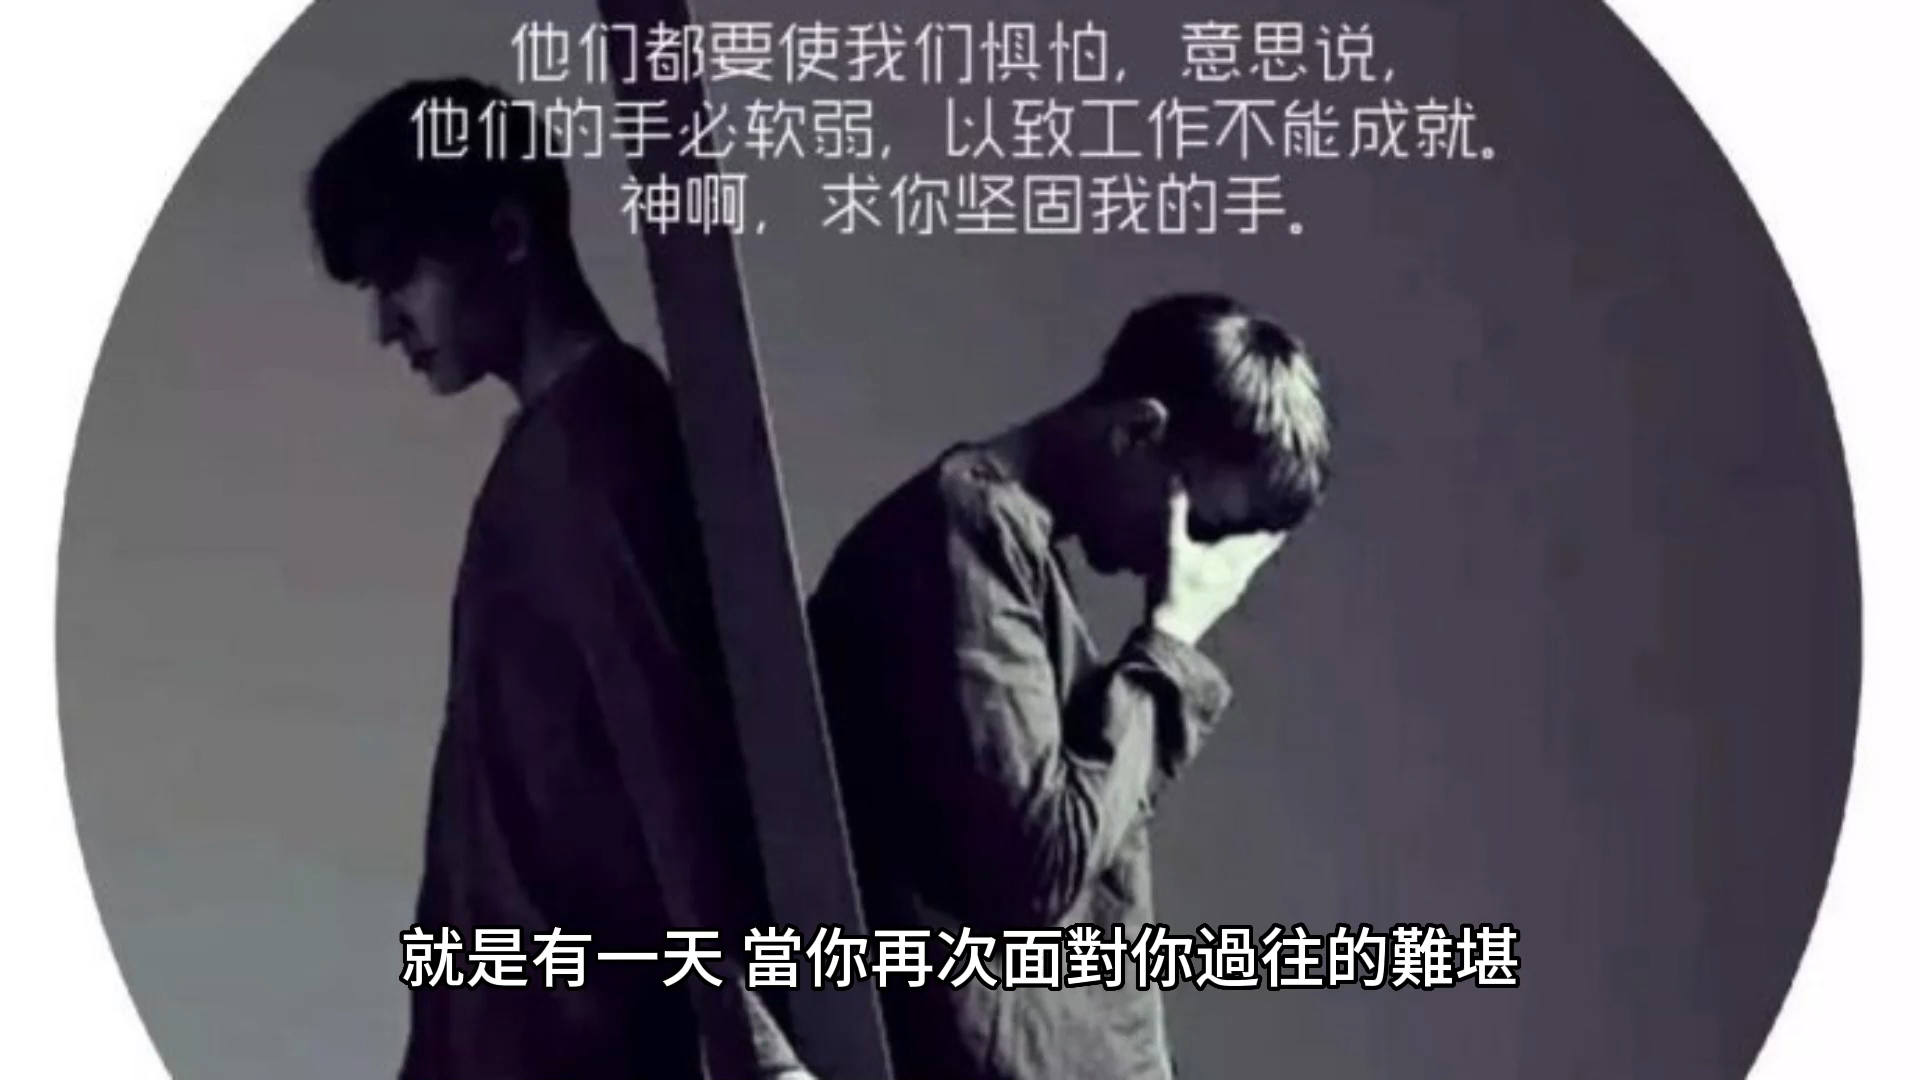 他们都要使我们惧怕，意思说，
他们的手必软弱，以致工作不能成就。
神啊，求你坚固我的手。
就是有一天 當你再次面對你過往的難堪